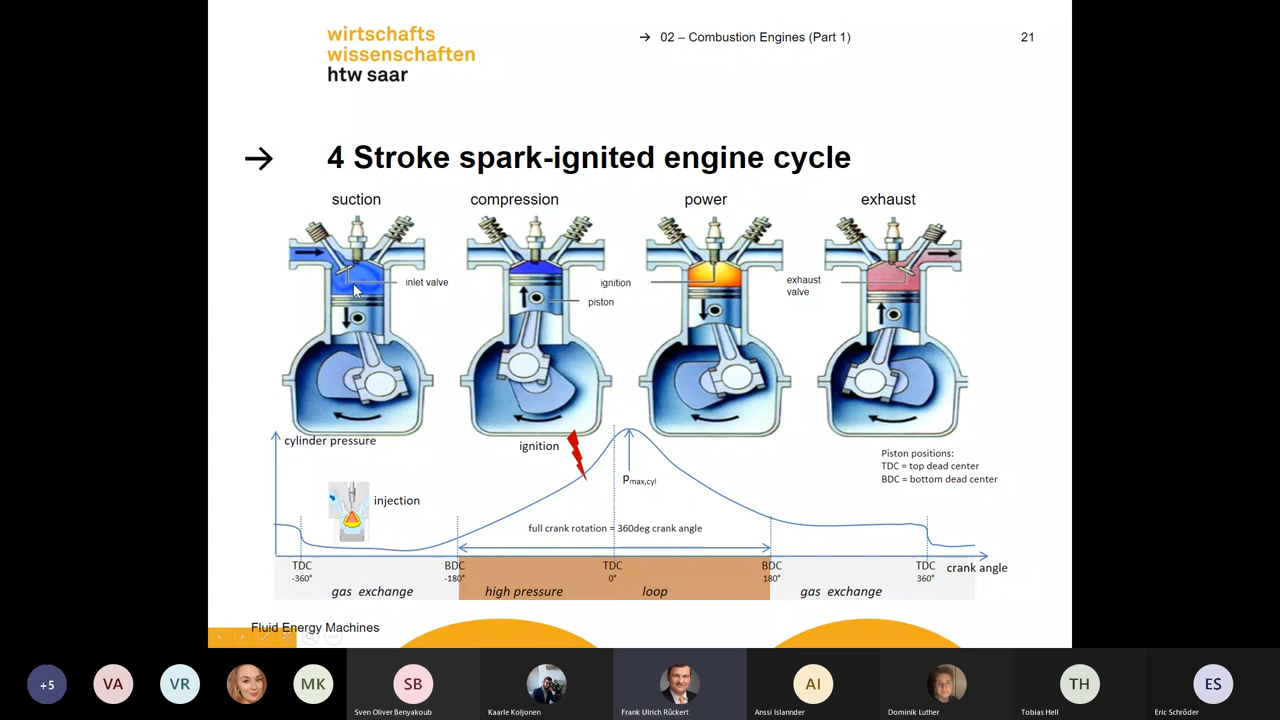 wirtschafts
wissenschaften
htw saar
→ 02 – Combustion Engines (Part 1)
21
→ 4 Stroke spark-ignited engine cycle
suction
compression
power
exhaust
inlet valve
ignition
piston
exhaust
valve
cylinder pressure
ignition
pmax,cyl
Piston positions:
TDC = top dead center
BDC = bottom dead center
injection
full crank rotation = 360deg crank angle
TDC
-360°
BDC
-180°
TDC
0°
BDC
180°
TDC
360°
crank angle
gas exchange
high pressure
loop
gas exchange
Fluid Energy Machines
+5
VA
VR
MK
SB
Sven Oliver Benyakoub
Kaarle Koljonen
Frank Ulrich Rückert
AI
Anssi Islannder
Dominik Luther
TH
Tobias Hell
ES
Eric Schröder